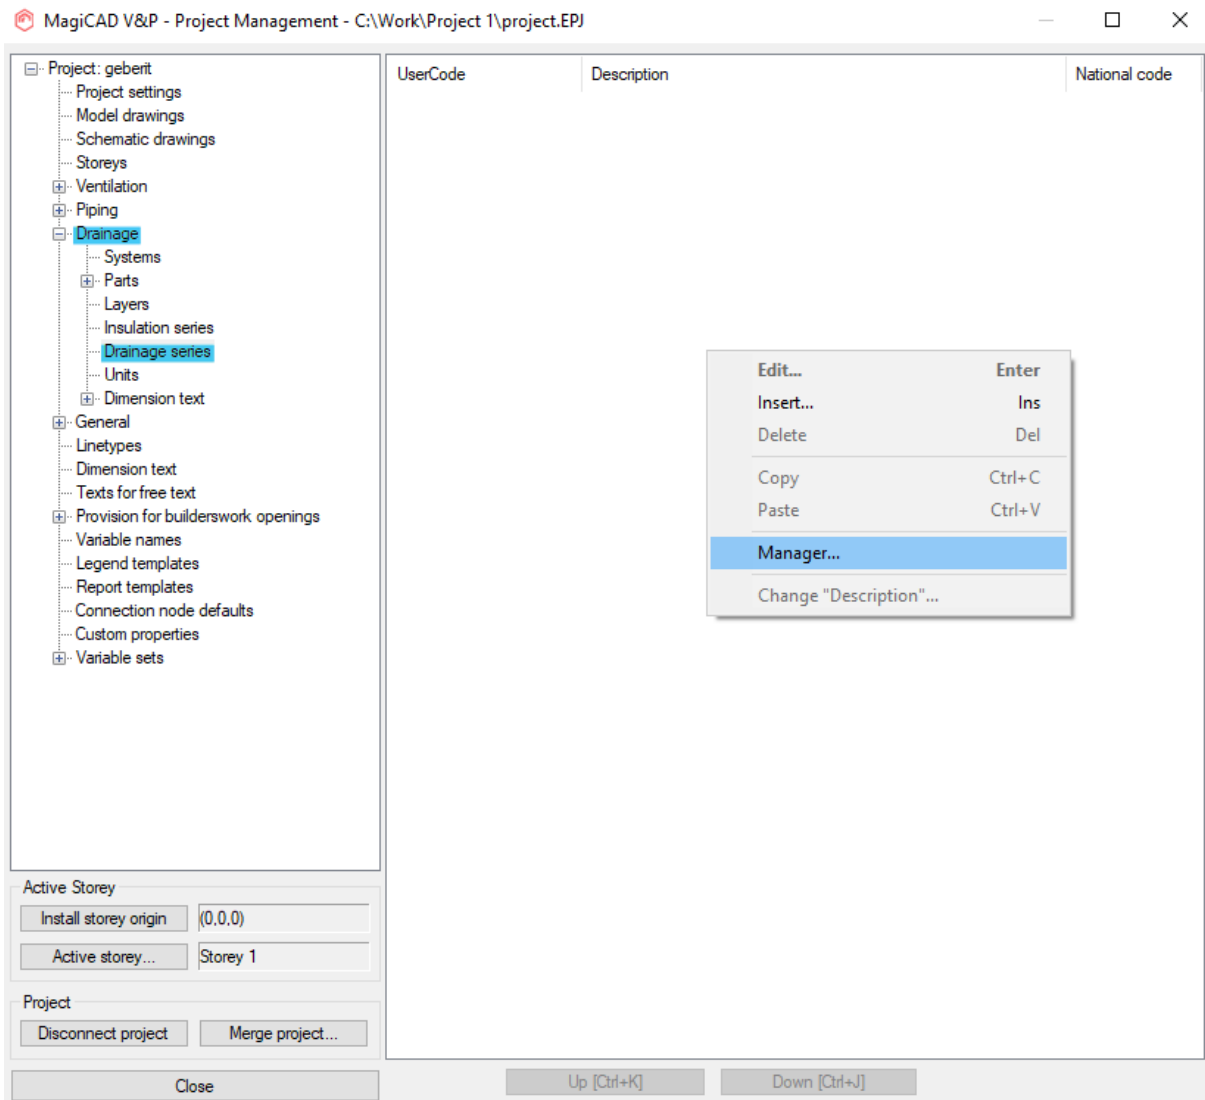 MagiCAD V&P - Project Management - C:\Work\Project 1\project.EPJ
Project: geberit
Project settings
Model drawings
Schematic drawings
Storeys
Ventilation
Piping
Drainage
Systems
Parts
Layers
Insulation series
Drainage series
Units
Dimension text
General
Linetypes
Dimension text
Texts for free text
Provision for builderswork openings
Variable names
Legend templates
Report templates
Connection node defaults
Custom properties
Variable sets
Active Storey
Install storey origin (0,0,0)
Active storey... Storey 1
Project
Disconnect project Merge project...
Close
UserCode Description National code
Edit... Enter
Insert... Ins
Delete Del
Copy Ctrl+C
Paste Ctrl+V
Manager...
Change "Description"...
Up [Ctrl+K] Down [Ctrl+J]